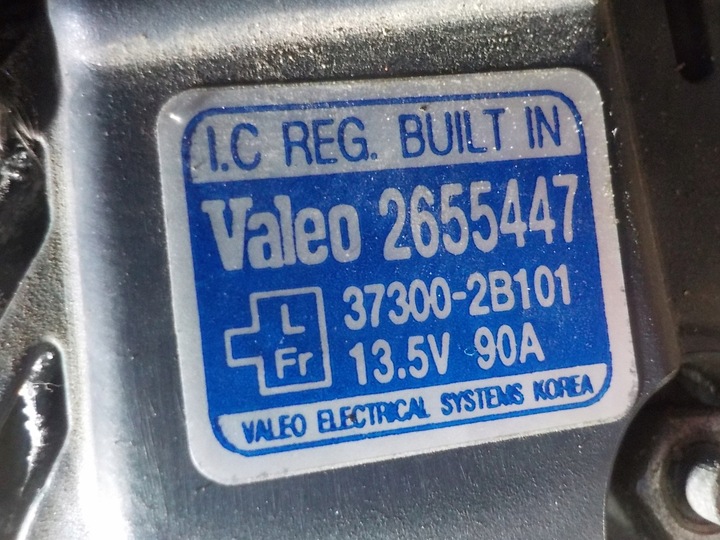 I.C REG. BUILT IN
Valeo 2655447
L 37300-2B101
Fr 13.5V 90A
VALEO ELECTRICAL SYSTEMS KOREA